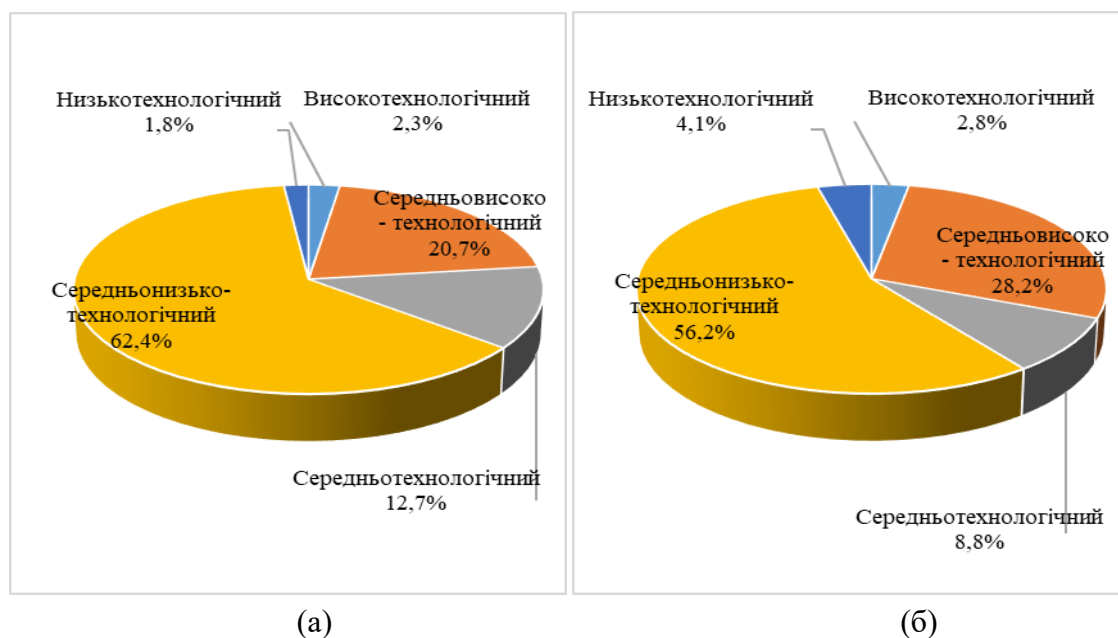 Низькотехнологічний
1,8%
Високотехнологічний
2,3%
Середньовисоко
- технологічний
20,7%
Середньонизько-
технологічний
62,4%
Середньотехнологічний
12,7%
(а)
Низькотехнологічний
4,1%
Високотехнологічний
2,8%
Середньовисоко
- технологічний
28,2%
Середньонизько-
технологічний
56,2%
Середньотехнологічний
8,8%
(б)